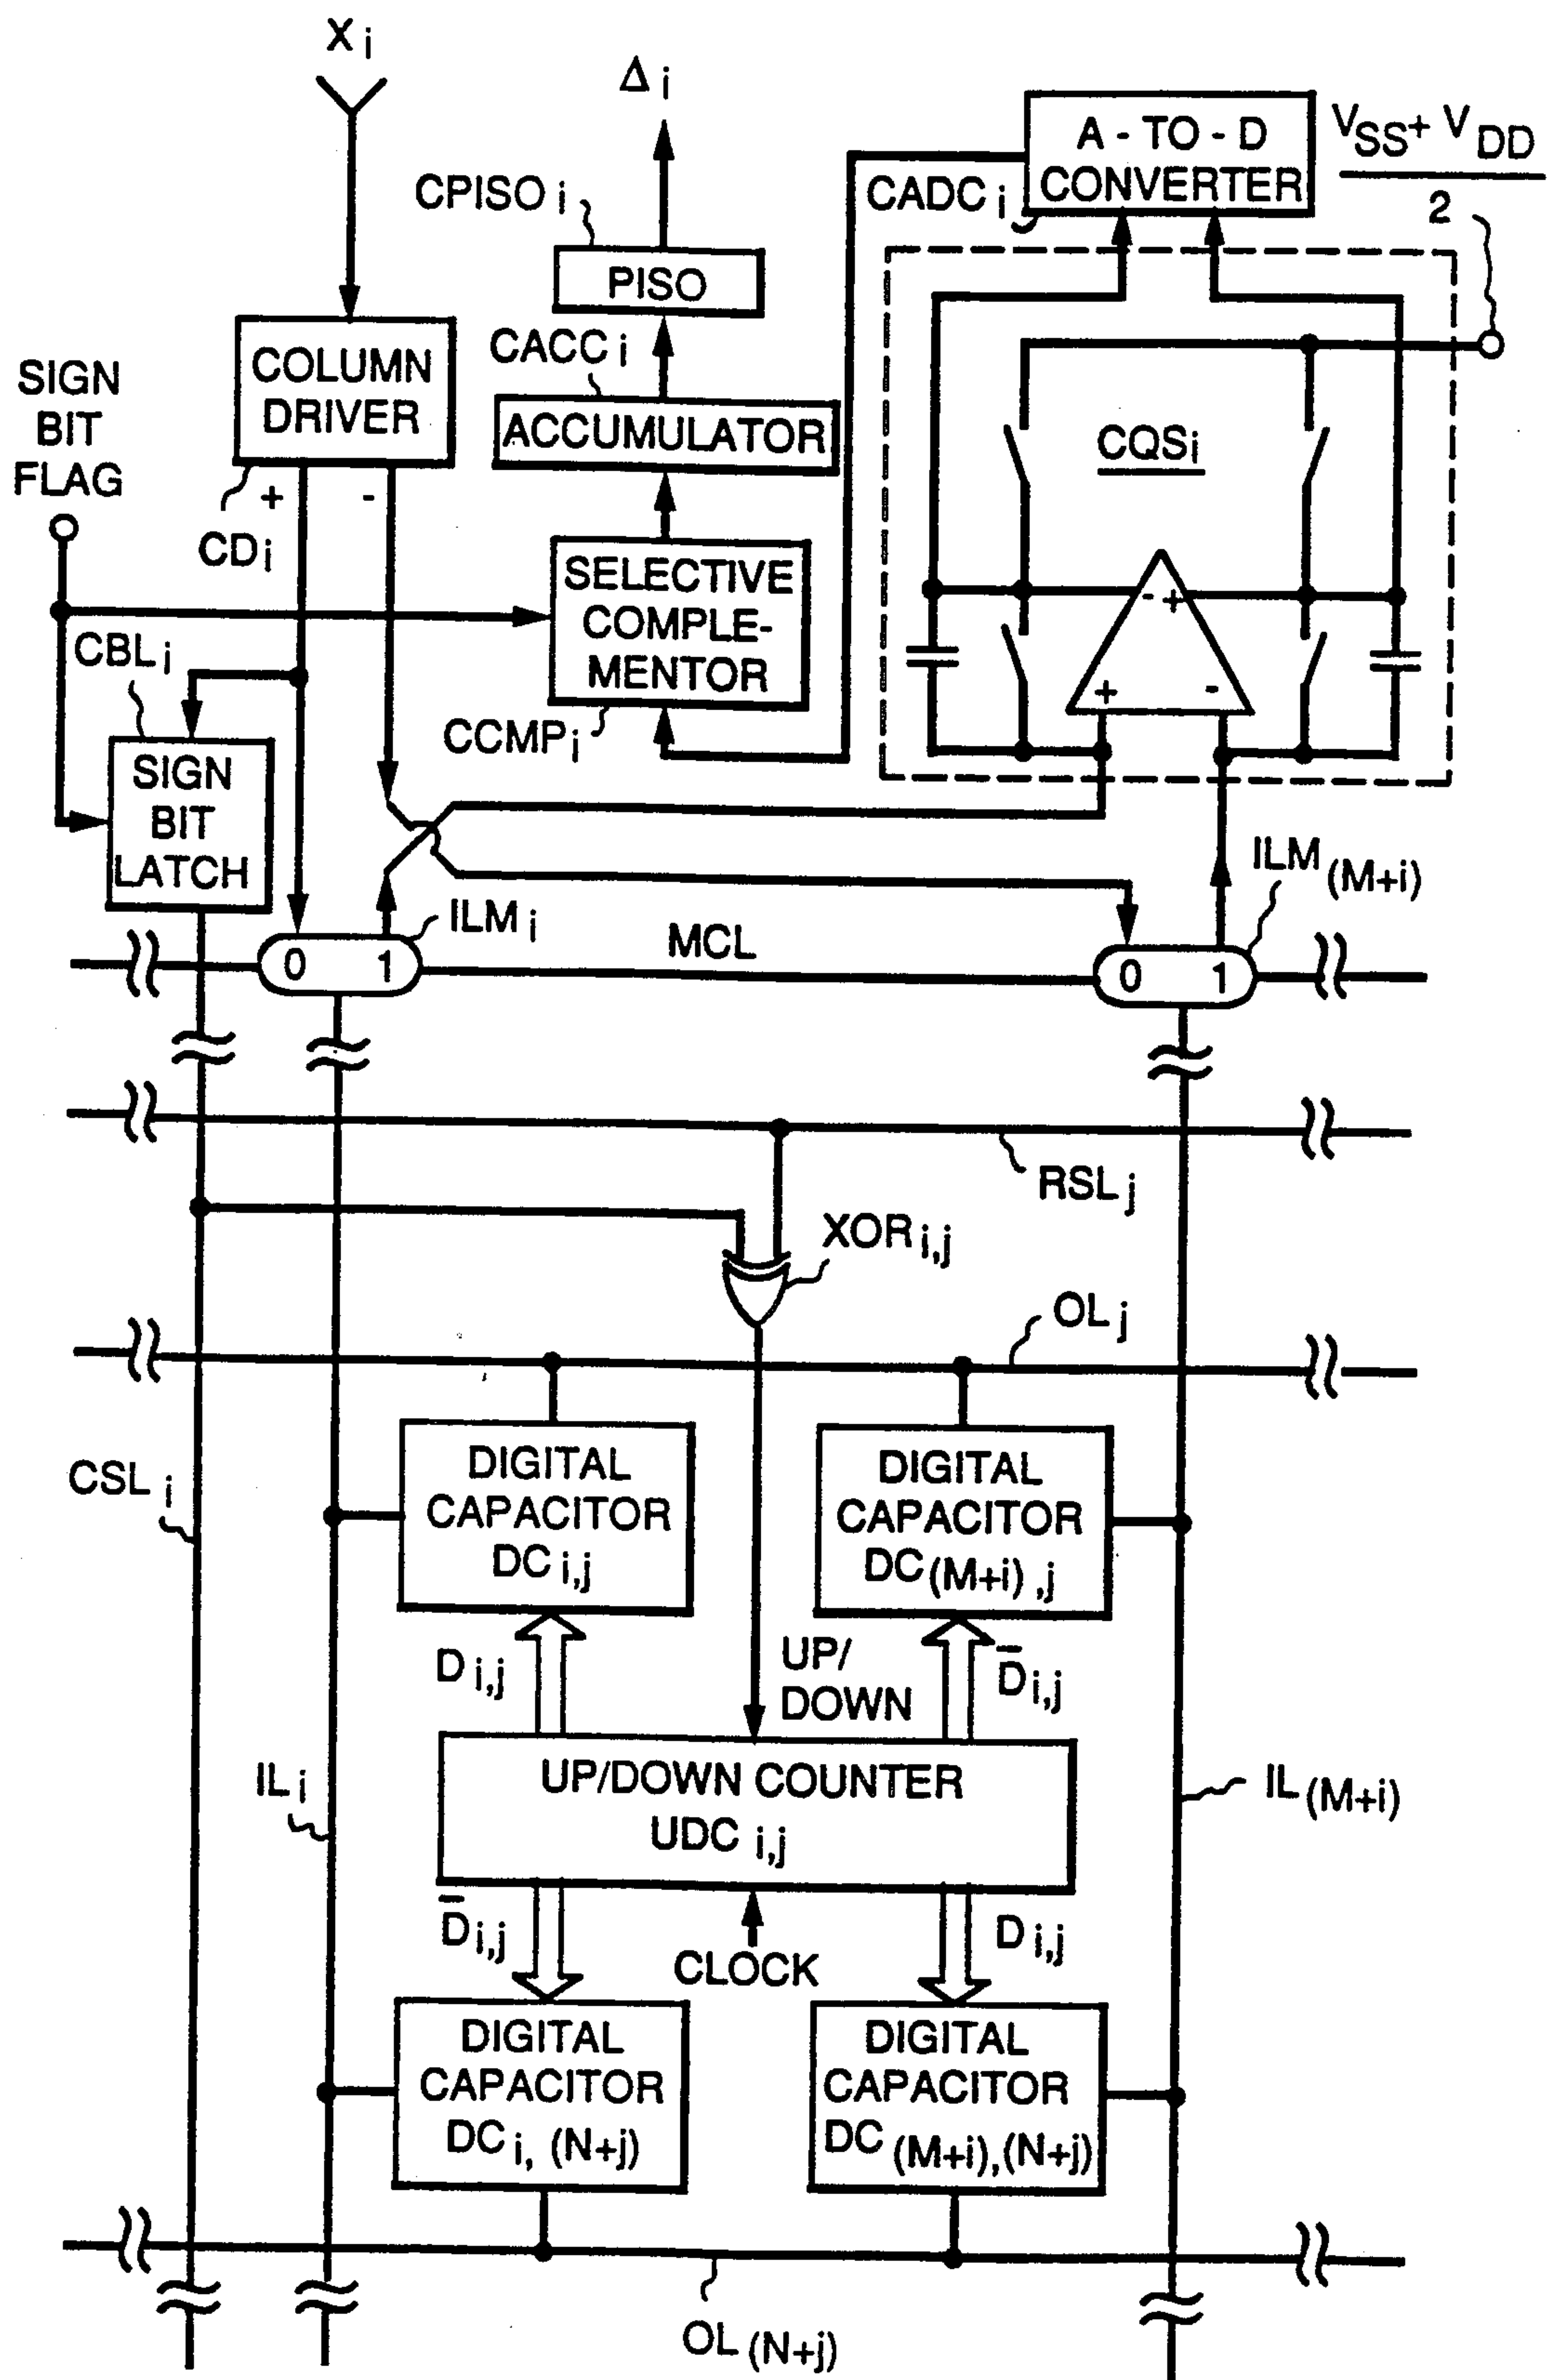 X i
Δ i
A - TO - D
CONVERTER
VSS + VDD
2
CADC i
CPISO i
PISO
CACC i
COLUMN
DRIVER
SIGN
BIT
FLAG
ACCUMULATOR
CQSi
+ -
CD i
SELECTIVE
COMPLE-
MENTOR
- +
+ -
CBL i
CCMP i
SIGN
BIT
LATCH
ILM i
ILM (M+i)
MCL
0 1
0 1
RSL j
XOR i,j
OL j
CSL i
DIGITAL
CAPACITOR
DC i,j
DIGITAL
CAPACITOR
DC (M+i) ,j
D i,j
UP/
DOWN
D̅ i,j
UP/DOWN COUNTER
UDC i,j
IL i
IL (M+i)
D̅ i,j
CLOCK
D i,j
DIGITAL
CAPACITOR
DC i, (N+j)
DIGITAL
CAPACITOR
DC (M+i),(N+j)
OL (N+j)